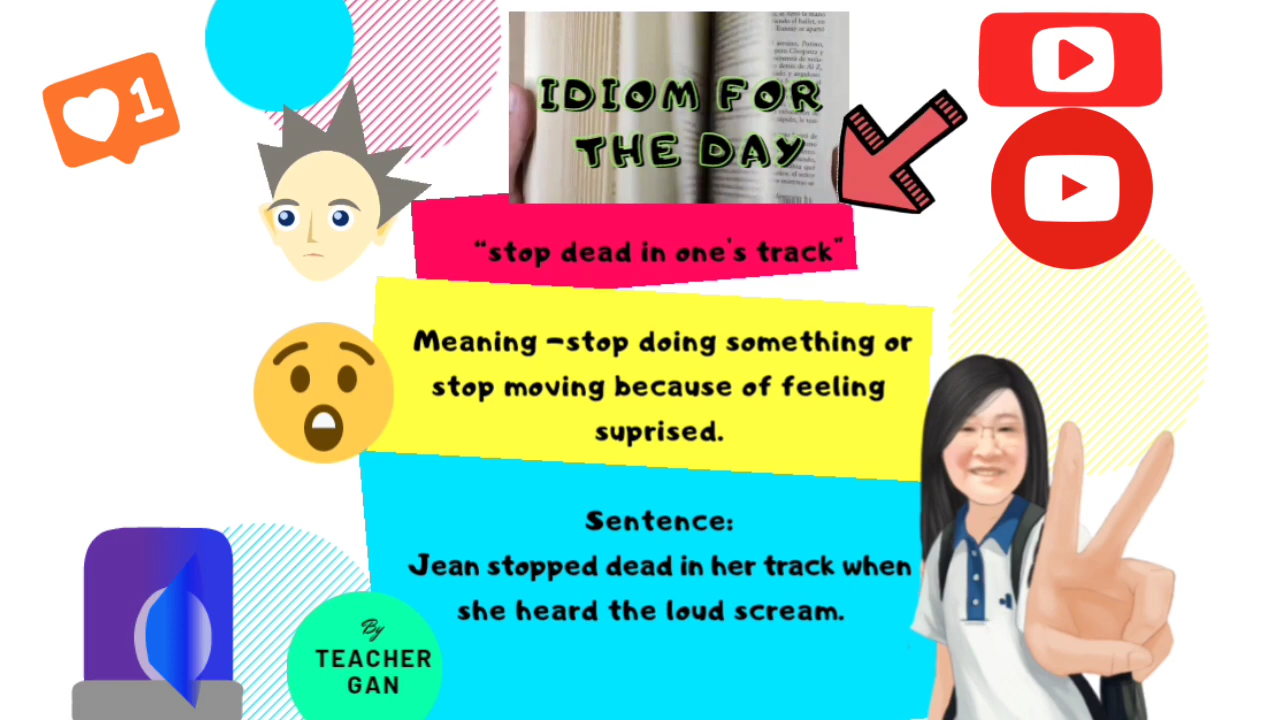 1
IDIOM FOR
THE DAY
"stop dead in one's track"
Meaning -stop doing something or
stop moving because of feeling
suprised.
Sentence:
Jean stopped dead in her track when
she heard the loud scream.
By
TEACHER
GAN